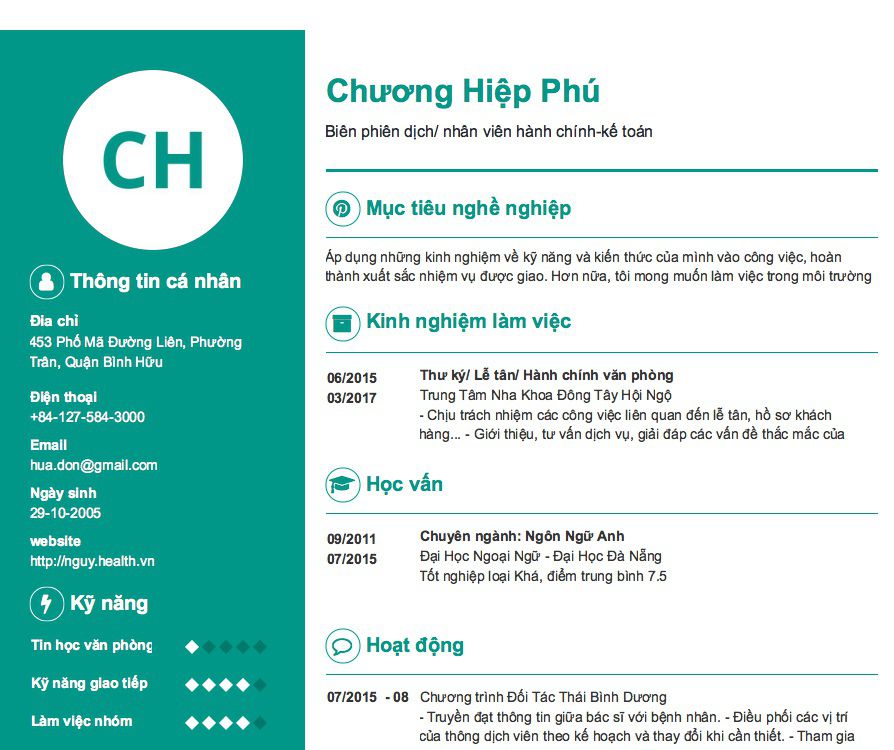 CH
Thông tin cá nhân
Đia chỉ
453 Phố Mã Đường Liên, Phường
Trân, Quận Bình Hữu
Điện thoại
+84-127-584-3000
Email
hua.don@gmail.com
Ngày sinh
29-10-2005
website
http://nguy.health.vn
Kỹ năng
Tin học văn phòng
Kỹ năng giao tiếp
Làm việc nhóm
Chương Hiệp Phú
Biên phiên dịch/ nhân viên hành chính-kế toán
Mục tiêu nghề nghiệp
Áp dụng những kinh nghiệm về kỹ năng và kiến thức của mình vào công việc, hoàn
thành xuất sắc nhiệm vụ được giao. Hơn nữa, tôi mong muốn làm việc trong môi trường
Kinh nghiệm làm việc
06/2015
03/2017
Thư ký/ Lễ tân/ Hành chính văn phòng
Trung Tâm Nha Khoa Đông Tây Hội Ngộ
- Chịu trách nhiệm các công việc liên quan đến lễ tân, hồ sơ khách
hàng... - Giới thiệu, tư vấn dịch vụ, giải đáp các vấn đề thắc mắc của
Học vấn
09/2011
07/2015
Chuyên ngành: Ngôn Ngữ Anh
Đại Học Ngoại Ngữ - Đại Học Đà Nẵng
Tốt nghiệp loại Khá, điểm trung bình 7.5
Hoạt động
07/2015 - 08
Chương trình Đối Tác Thái Bình Dương
- Truyền đạt thông tin giữa bác sĩ với bệnh nhân. - Điều phối các vị trí
của thông dịch viên theo kế hoạch và thay đổi khi cần thiết. - Tham gia